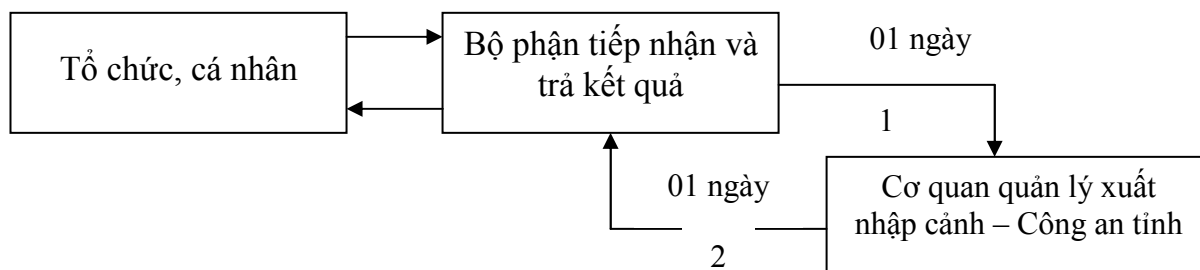 Tổ chức, cá nhân
Bộ phận tiếp nhận và
trả kết quả
01 ngày
1
01 ngày
2
Cơ quan quản lý xuất
nhập cảnh – Công an tỉnh